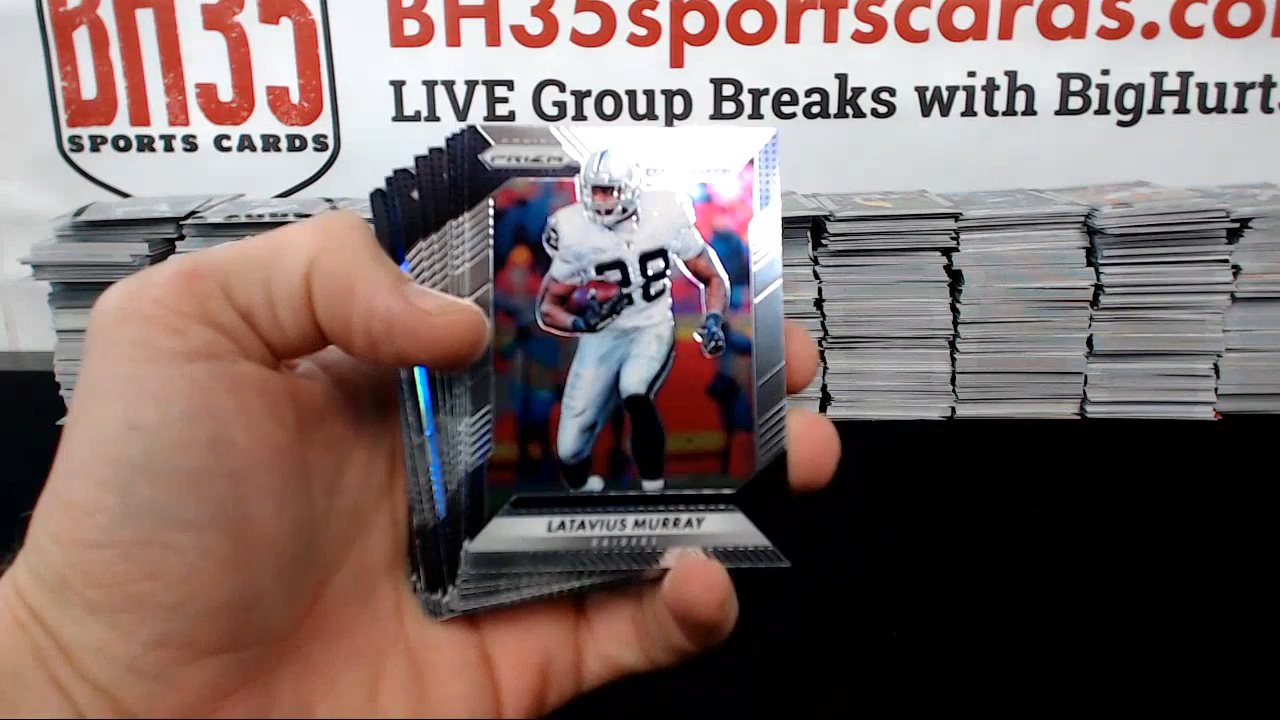 BH35
SPORTS CARDS
BH35sportscards.co
LIVE Group Breaks with BigHurt
PRIZM
28
LATAVIUS MURRAY
RAIDERS